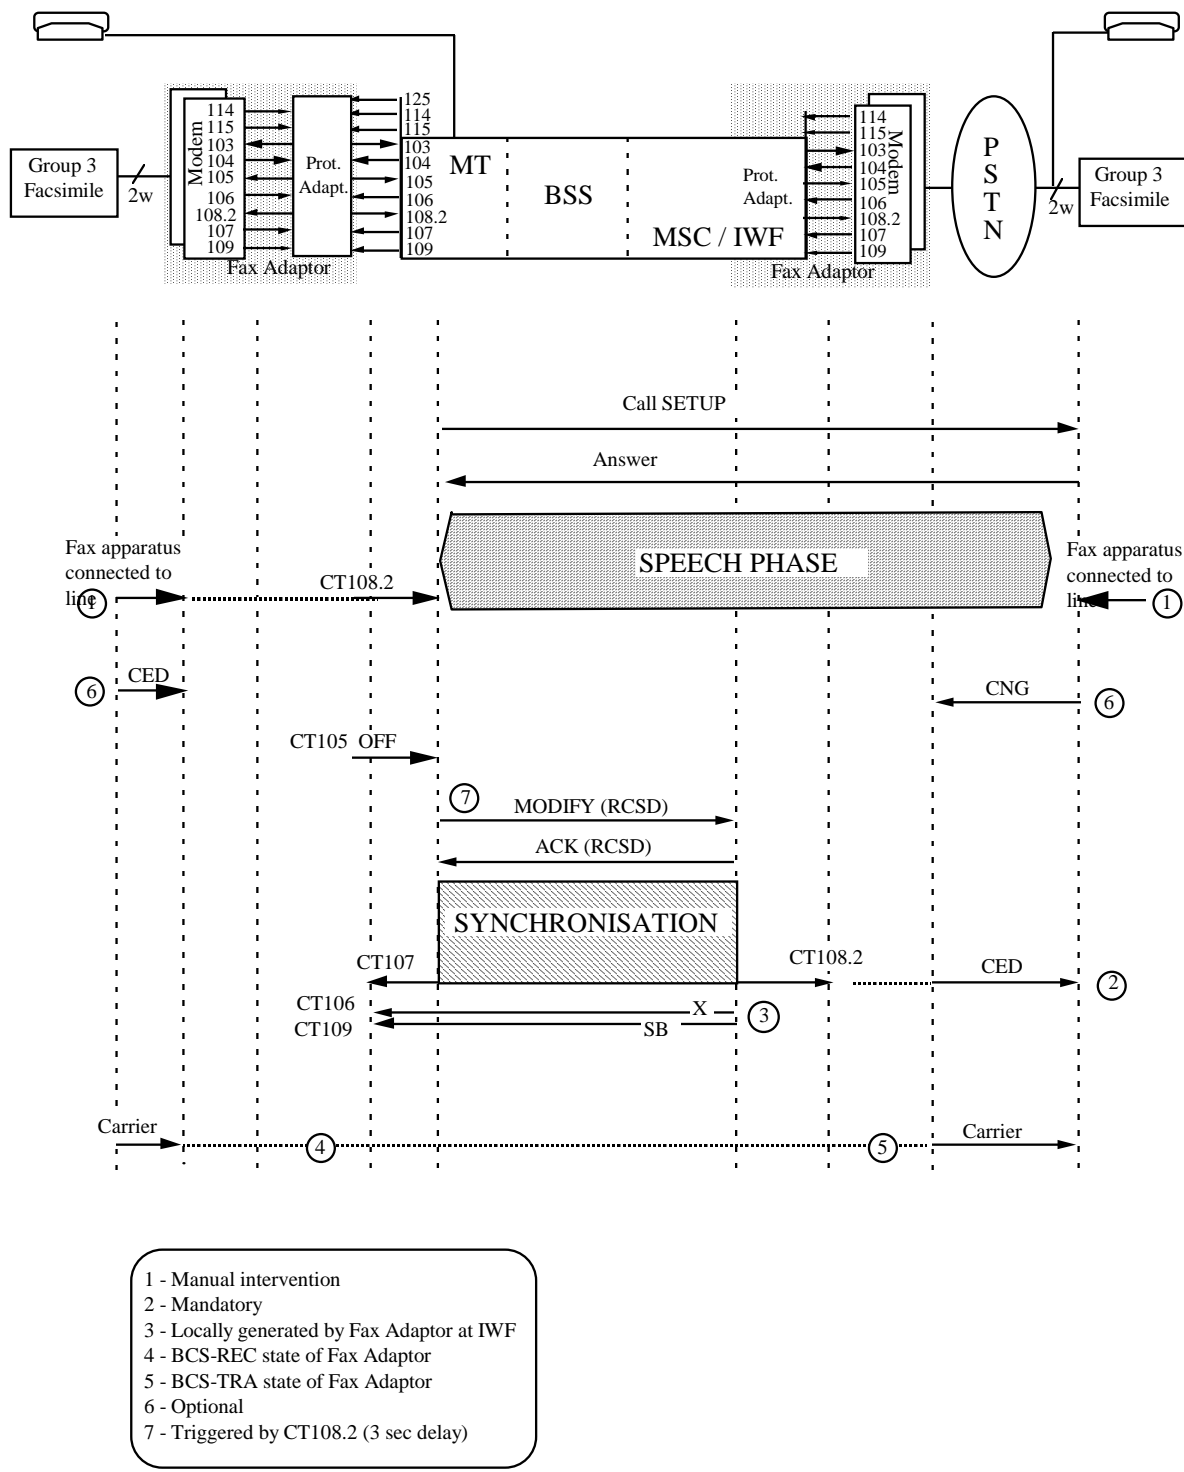 Group 3
Facsimile
2w
Modem
114
115
103
104
105
106
108.2
107
109
Prot.
Adapt.
Fax Adaptor
125
114
115
103
104
105
106
108.2
107
109
MT
BSS
MSC / IWF
Prot.
Adapt.
Fax Adaptor
114
115
103
104
105
106
108.2
107
109
Modem
PSTN
2w
Group 3
Facsimile
Call SETUP
Answer
SPEECH PHASE
Fax apparatus
connected to
line
1
CT108.2
Fax apparatus
connected to
line
1
6
CED
CNG
6
CT105 OFF
7
MODIFY (RCSD)
ACK (RCSD)
SYNCHRONISATION
CT107
CT108.2
CED
2
CT106
X
3
CT109
SB
Carrier
4
5
Carrier
1 - Manual intervention
2 - Mandatory
3 - Locally generated by Fax Adaptor at IWF
4 - BCS-REC state of Fax Adaptor
5 - BCS-TRA state of Fax Adaptor
6 - Optional
7 - Triggered by CT108.2 (3 sec delay)